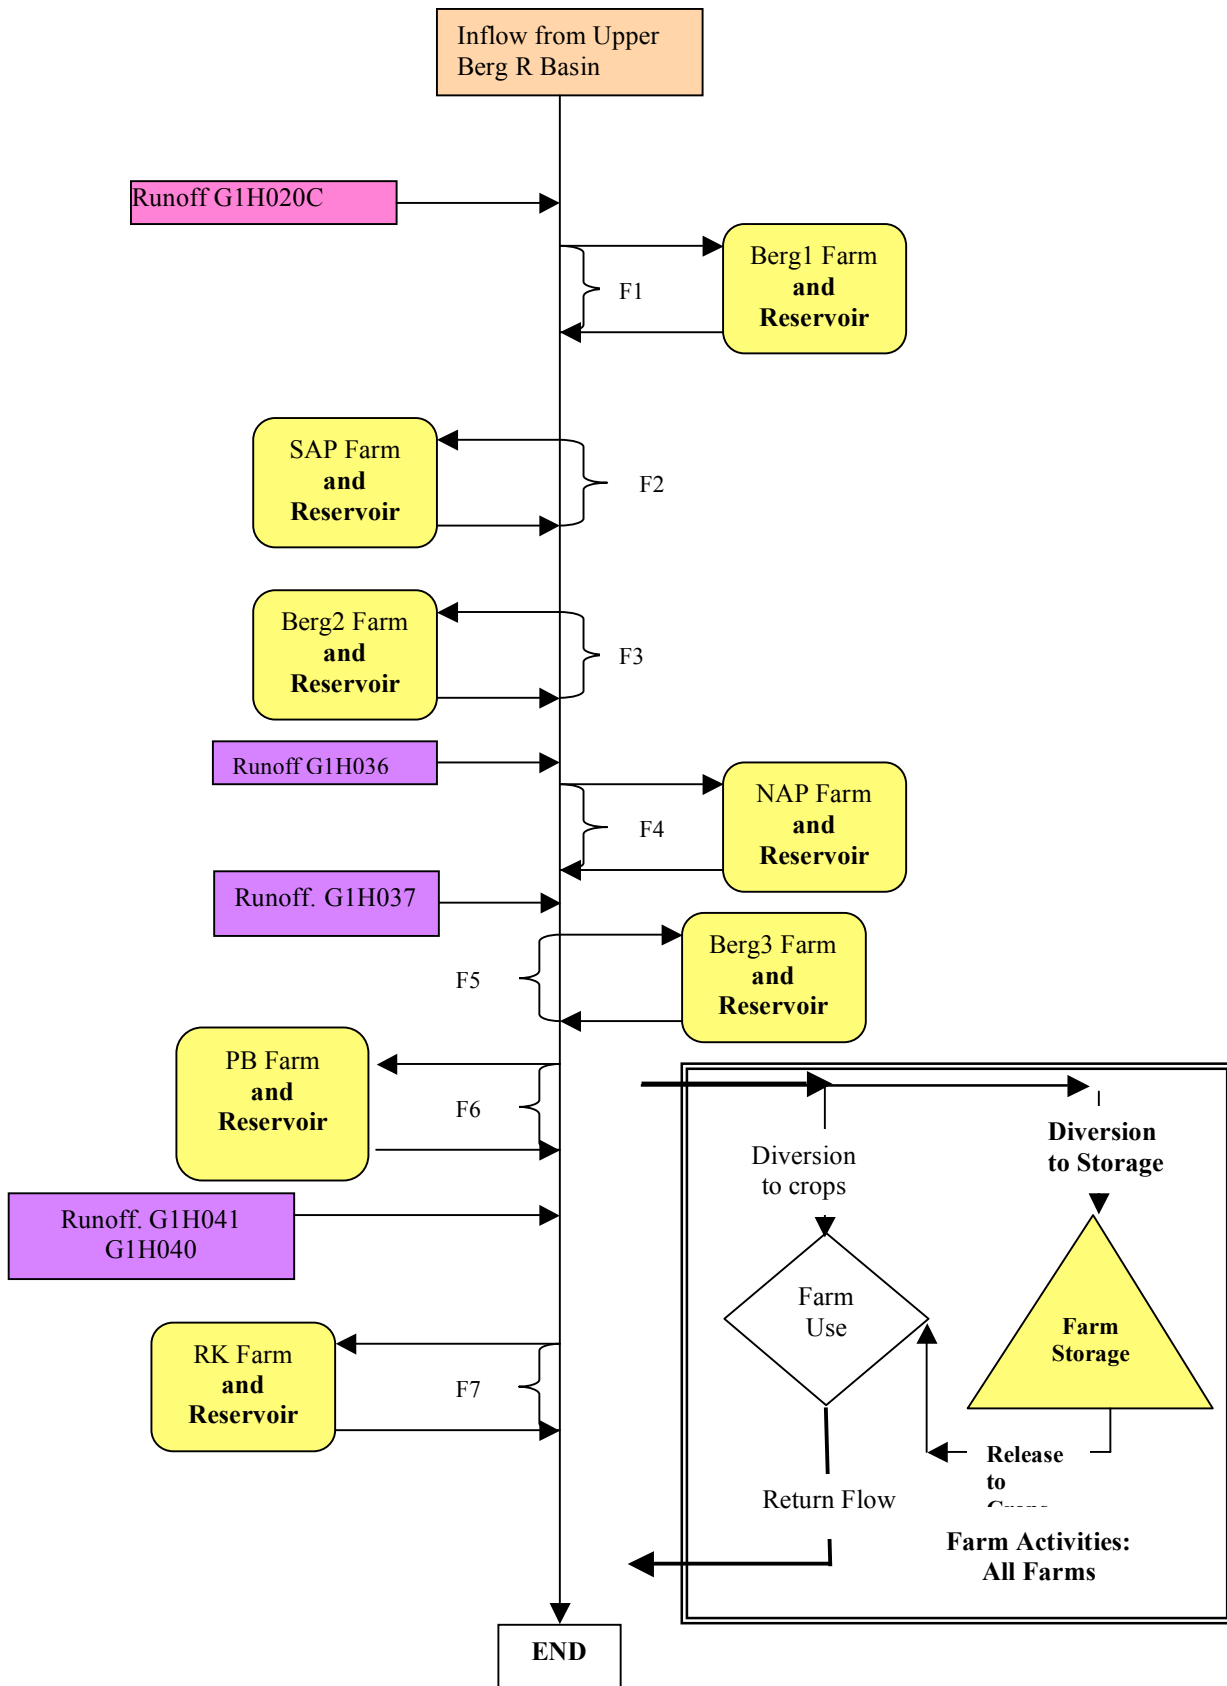 Inflow from Upper
Berg R Basin
Runoff G1H020C
Berg1 Farm
and
Reservoir
F1
SAP Farm
and
Reservoir
F2
Berg2 Farm
and
Reservoir
F3
Runoff G1H036
NAP Farm
and
Reservoir
F4
Runoff. G1H037
Berg3 Farm
and
Reservoir
F5
PB Farm
and
Reservoir
F6
Diversion
to crops
Diversion
to Storage
Runoff. G1H041
G1H040
Farm
Use
Farm
Storage
RK Farm
and
Reservoir
F7
Release
to
Return Flow
Farm Activities:
All Farms
END